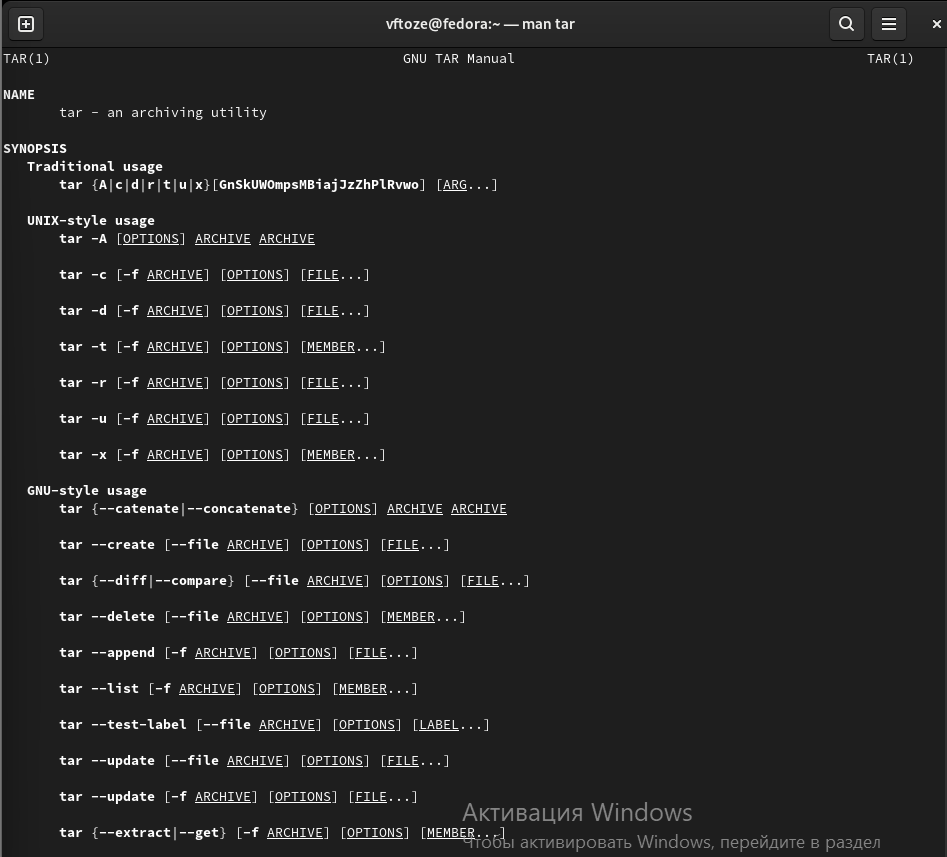 vftoze@fedora:~ — man tar
TAR(1) GNU TAR Manual TAR(1)
NAME
tar - an archiving utility
SYNOPSIS
Traditional usage
tar {A|c|d|r|t|u|x}[GnSkUWOmpsMBiajJzZhPlRvwo] [ARG...]
UNIX-style usage
tar -A [OPTIONS] ARCHIVE ARCHIVE
tar -c [-f ARCHIVE] [OPTIONS] [FILE...]
tar -d [-f ARCHIVE] [OPTIONS] [FILE...]
tar -t [-f ARCHIVE] [OPTIONS] [MEMBER...]
tar -r [-f ARCHIVE] [OPTIONS] [FILE...]
tar -u [-f ARCHIVE] [OPTIONS] [FILE...]
tar -x [-f ARCHIVE] [OPTIONS] [MEMBER...]
GNU-style usage
tar {--catenate|--concatenate} [OPTIONS] ARCHIVE ARCHIVE
tar --create [--file ARCHIVE] [OPTIONS] [FILE...]
tar {--diff|--compare} [--file ARCHIVE] [OPTIONS] [FILE...]
tar --delete [--file ARCHIVE] [OPTIONS] [MEMBER...]
tar --append [-f ARCHIVE] [OPTIONS] [FILE...]
tar --list [-f ARCHIVE] [OPTIONS] [MEMBER...]
tar --test-label [--file ARCHIVE] [OPTIONS] [LABEL...]
tar --update [--file ARCHIVE] [OPTIONS] [FILE...]
tar --update [-f ARCHIVE] [OPTIONS] [FILE...]
tar {--extract|--get} [-f ARCHIVE] [OPTIONS] [MEMBER...]
Активация Windows
Чтобы активировать Windows, перейдите в раздел